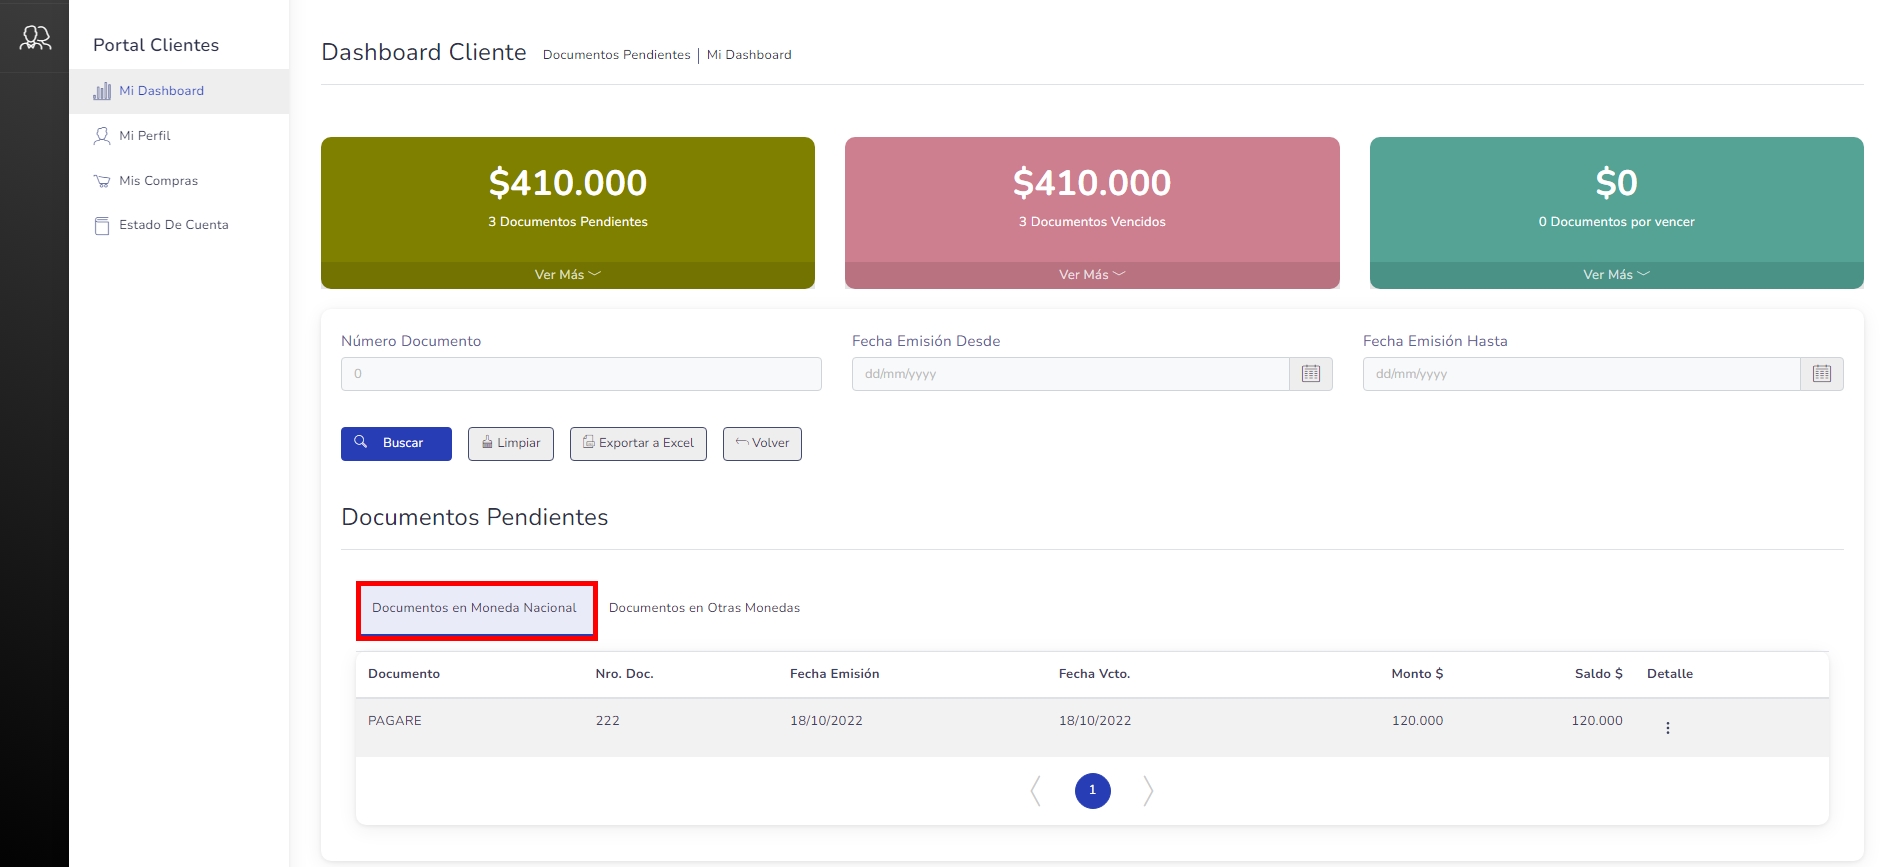 Portal Clientes
Mi Dashboard
Mi Perfil
Mis Compras
Estado De Cuenta
Dashboard Cliente Documentos Pendientes | Mi Dashboard
$410.000
3 Documentos Pendientes
Ver Más
$410.000
3 Documentos Vencidos
Ver Más
$0
0 Documentos por vencer
Ver Más
Número Documento
0
Fecha Emisión Desde
dd/mm/yyyy
Fecha Emisión Hasta
dd/mm/yyyy
Buscar Limpiar Exportar a Excel Volver
Documentos Pendientes
Documentos en Moneda Nacional Documentos en Otras Monedas
Documento Nro. Doc. Fecha Emisión Fecha Vcto. Monto $ Saldo $ Detalle
PAGARE 222 18/10/2022 18/10/2022 120.000 120.000
1